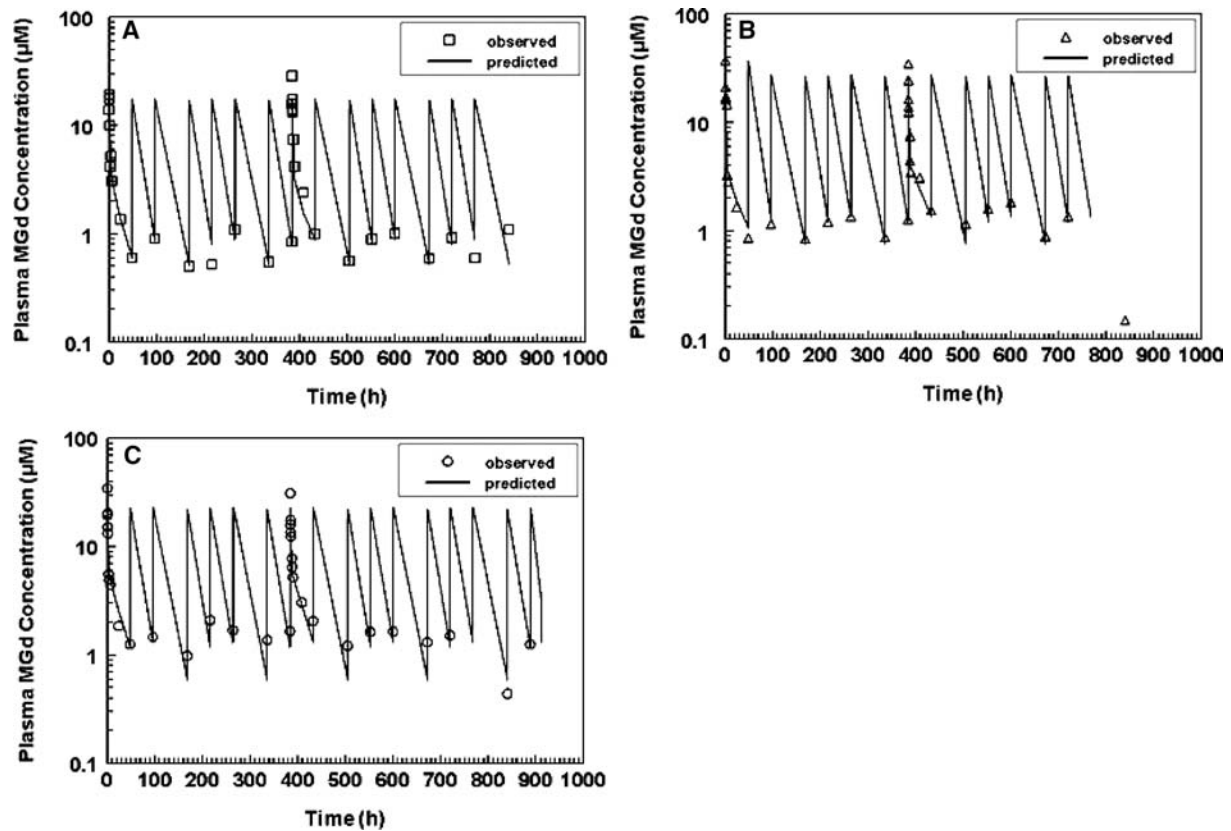 A
observed
predicted
Plasma MGd Concentration (µM)
100
10
1
0.1
0 100 200 300 400 500 600 700 800 900 1000
Time (h)
B
observed
predicted
Plasma MGd Concentration (µM)
100
10
1
0.1
0 100 200 300 400 500 600 700 800 900 1000
Time (h)
C
observed
predicted
Plasma MGd Concentration (µM)
100
10
1
0.1
0 100 200 300 400 500 600 700 800 900 1000
Time (h)